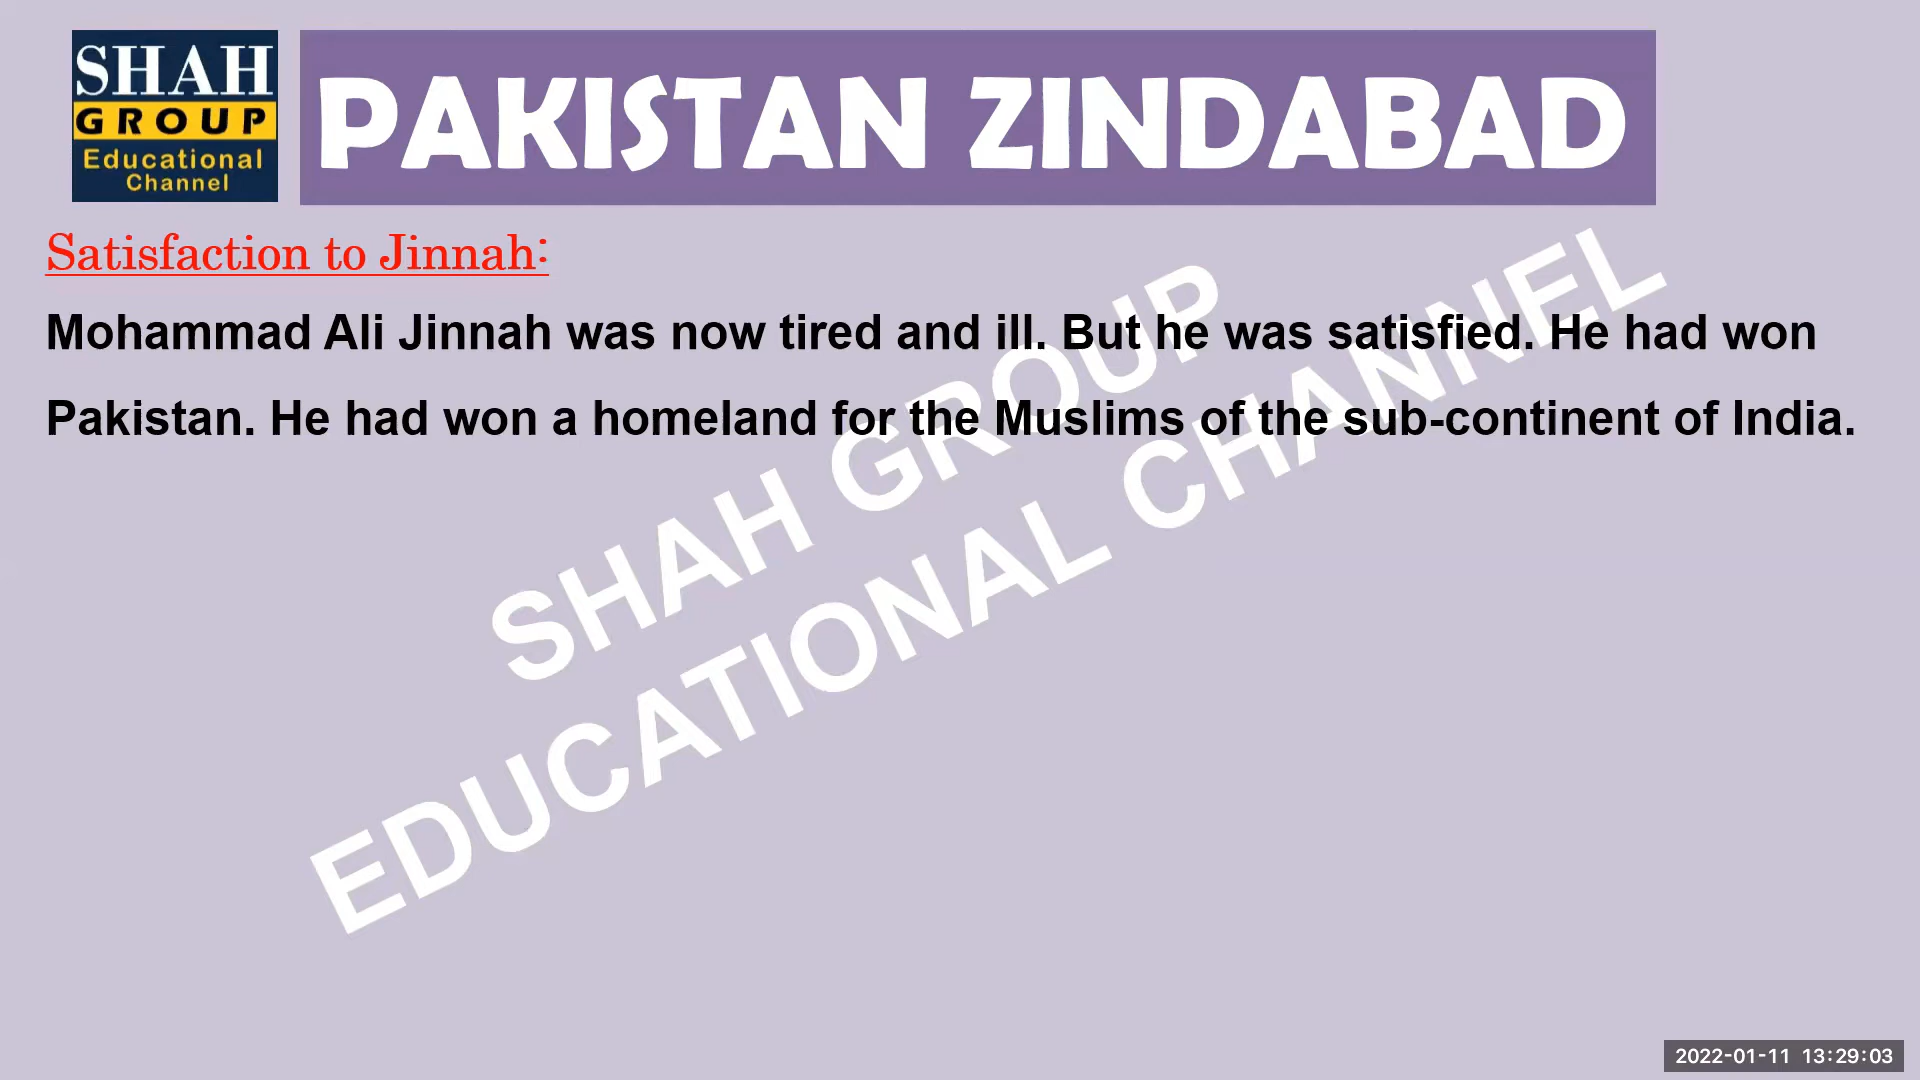 SHAH
GROUP
Educational
Channel
PAKISTAN ZINDABAD
Satisfaction to Jinnah:
Mohammad Ali Jinnah was now tired and ill. But he was satisfied. He had won
Pakistan. He had won a homeland for the Muslims of the sub-continent of India.
SHAH GROUP
EDUCATIONAL CHANNEL
2022-01-11 13:29:03